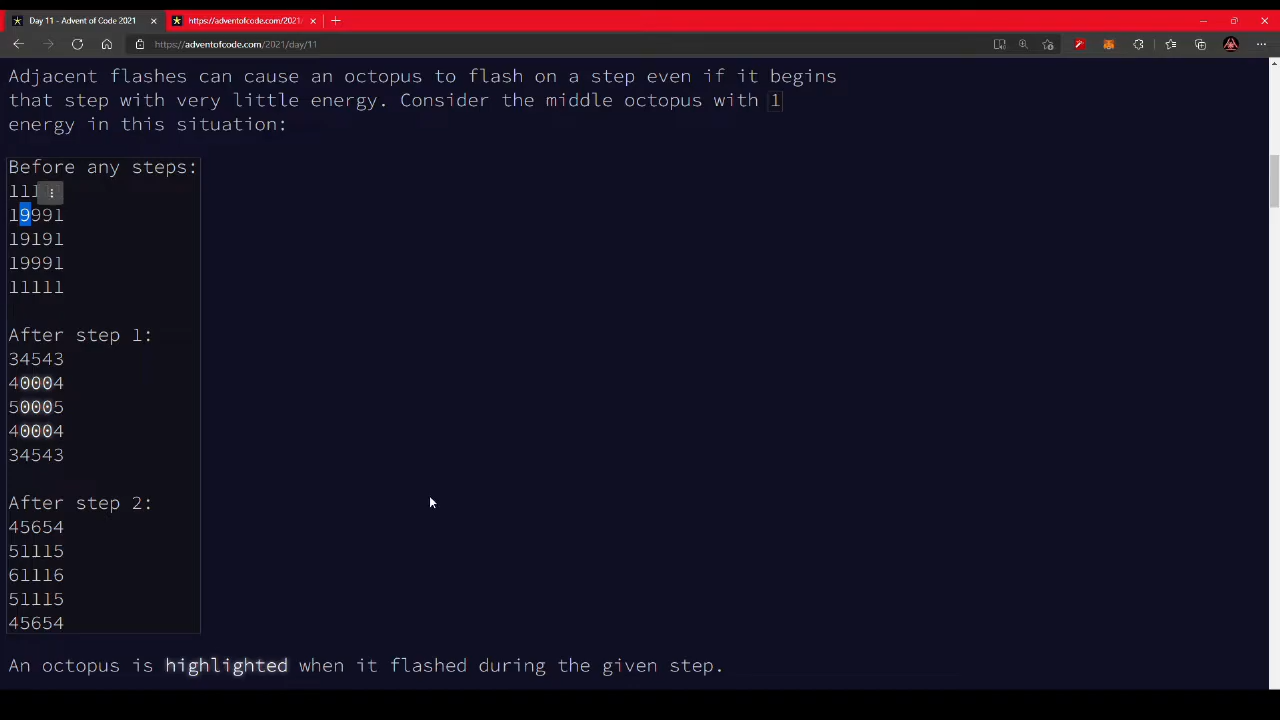 Day 11 - Advent of Code 2021
https://adventofcode.com/2021/
https://adventofcode.com/2021/day/11
Adjacent flashes can cause an octopus to flash on a step even if it begins
that step with very little energy. Consider the middle octopus with 1
energy in this situation:
Before any steps:
111
19991
19191
19991
11111
After step 1:
34543
40004
50005
40004
34543
After step 2:
45654
51115
61116
51115
45654
An octopus is highlighted when it flashed during the given step.